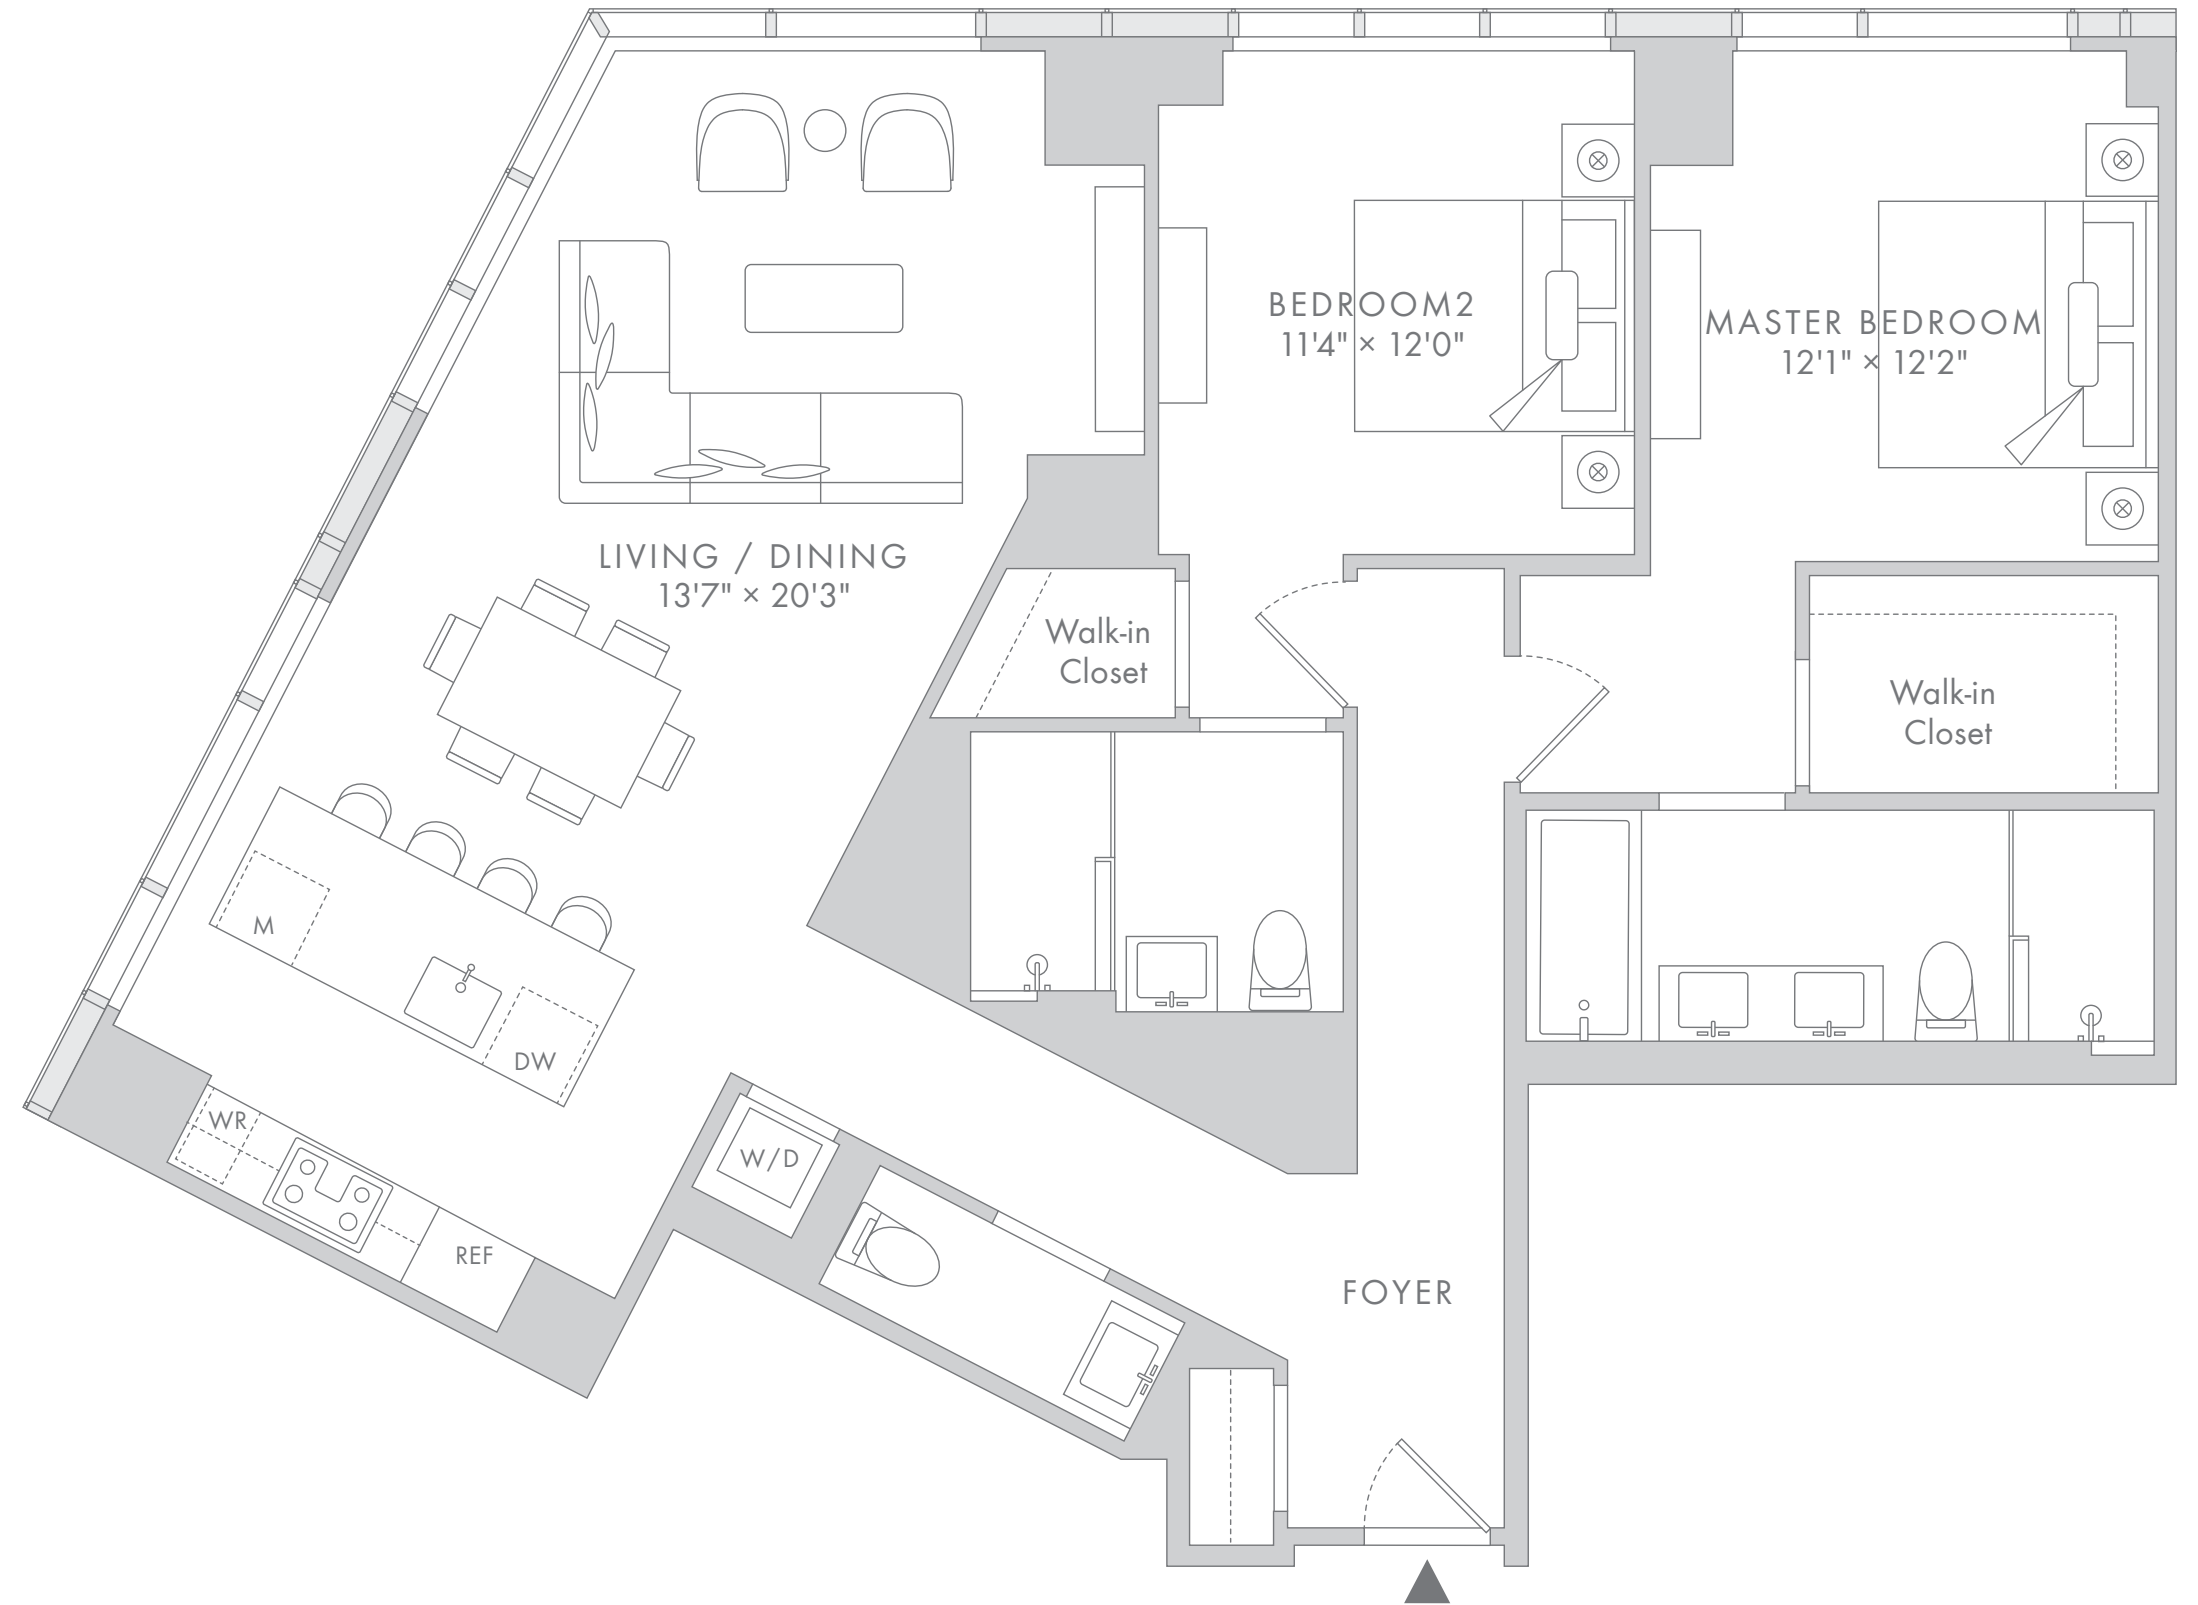 BEDROOM2
11'4" × 12'0"
MASTER BEDROOM
12'1" × 12'2"
LIVING / DINING
13'7" × 20'3"
Walk-in
Closet
Walk-in
Closet
M
DW
WR
W/D
REF
FOYER